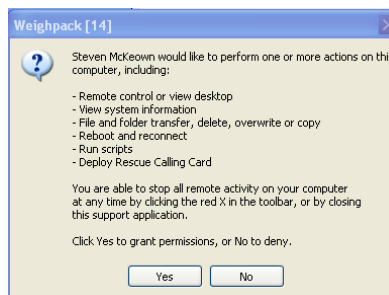 Weighpack [14]
Steven McKeown would like to perform one or more actions on this
computer, including:
- Remote control or view desktop
- View system information
- File and folder transfer, delete, overwrite or copy
- Reboot and reconnect
- Run scripts
- Deploy Rescue Calling Card
You are able to stop all remote activity on your computer
at any time by clicking the red X in the toolbar, or by closing
this support application.
Click Yes to grant permissions, or No to deny.
Yes No